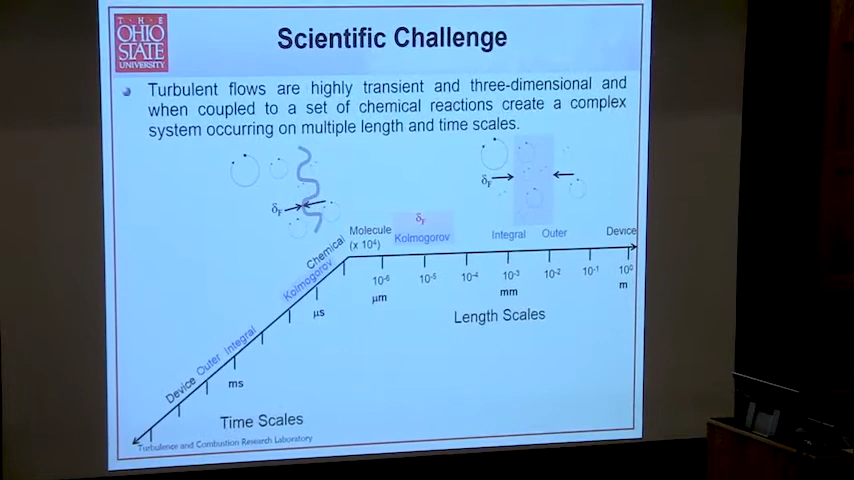 T · H · E
OHIO
STATE
UNIVERSITY
Scientific Challenge
Turbulent flows are highly transient and three-dimensional and
when coupled to a set of chemical reactions create a complex
system occurring on multiple length and time scales.
δF
δF
Molecule
(x 10⁴)
δF
Kolmogorov
Integral
Outer
Device
10⁻⁶
10⁻⁵
10⁻⁴
10⁻³
10⁻²
10⁻¹
10⁰
μm
mm
m
Length Scales
Chemical
Kolmogorov
Integral
Outer
Device
μs
ms
Time Scales
Turbulence and Combustion Research Laboratory